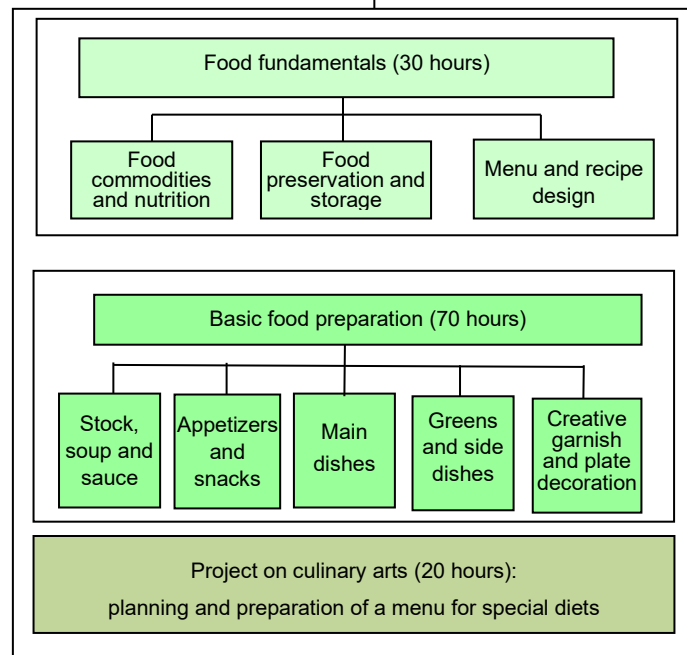 Food fundamentals (30 hours)
Food
commodities
and nutrition
Food
preservation and
storage
Menu and recipe
design
Basic food preparation (70 hours)
Stock,
soup and
sauce
Appetizers
and
snacks
Main
dishes
Greens
and side
dishes
Creative
garnish
and plate
decoration
Project on culinary arts (20 hours):
planning and preparation of a menu for special diets